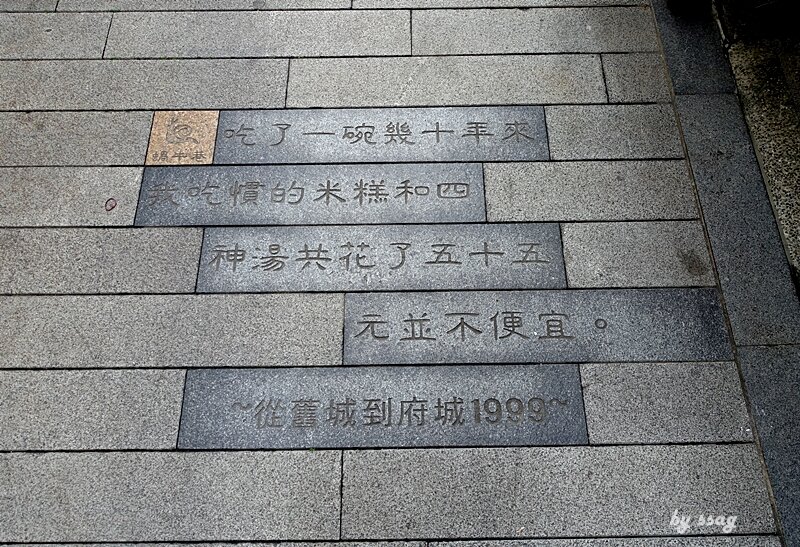 吃了一碗幾十年來
我吃慣的米糕和四
神湯共花了五十五
元並不便宜。
~從舊城到府城1999~
by ssag